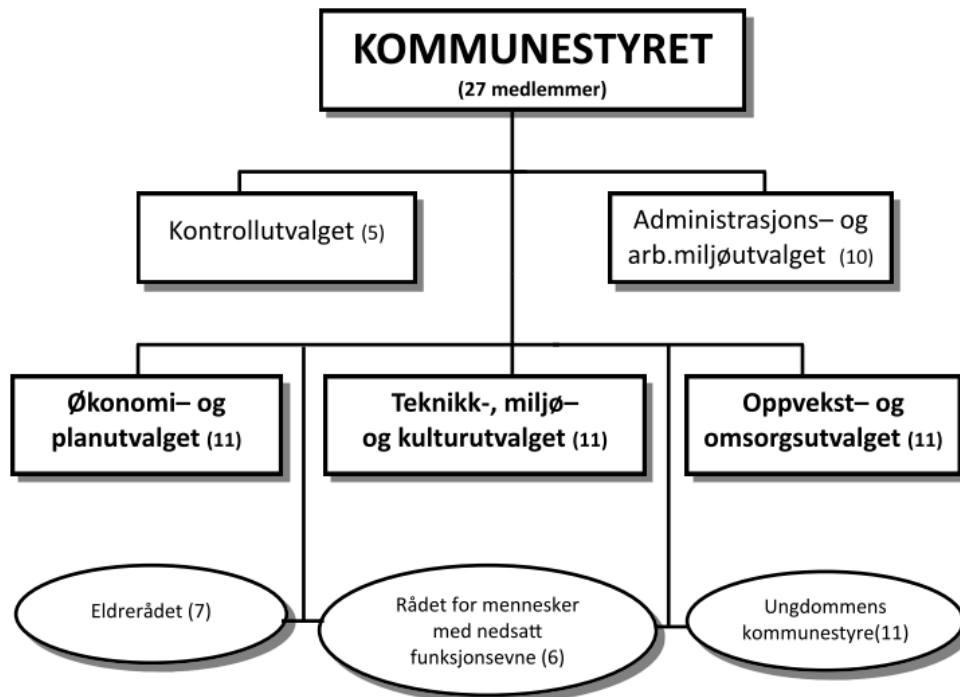 KOMMUNESTYRET
(27 medlemmer)
Kontrollutvalget (5)
Administrasjons– og
arb.miljøutvalget (10)
Økonomi– og
planutvalget (11)
Teknikk-, miljø–
og kulturutvalget (11)
Oppvekst– og
omsorgsutvalget (11)
Eldrerådet (7)
Rådet for mennesker
med nedsatt
funksjonsevne (6)
Ungdommens
kommunestyre(11)